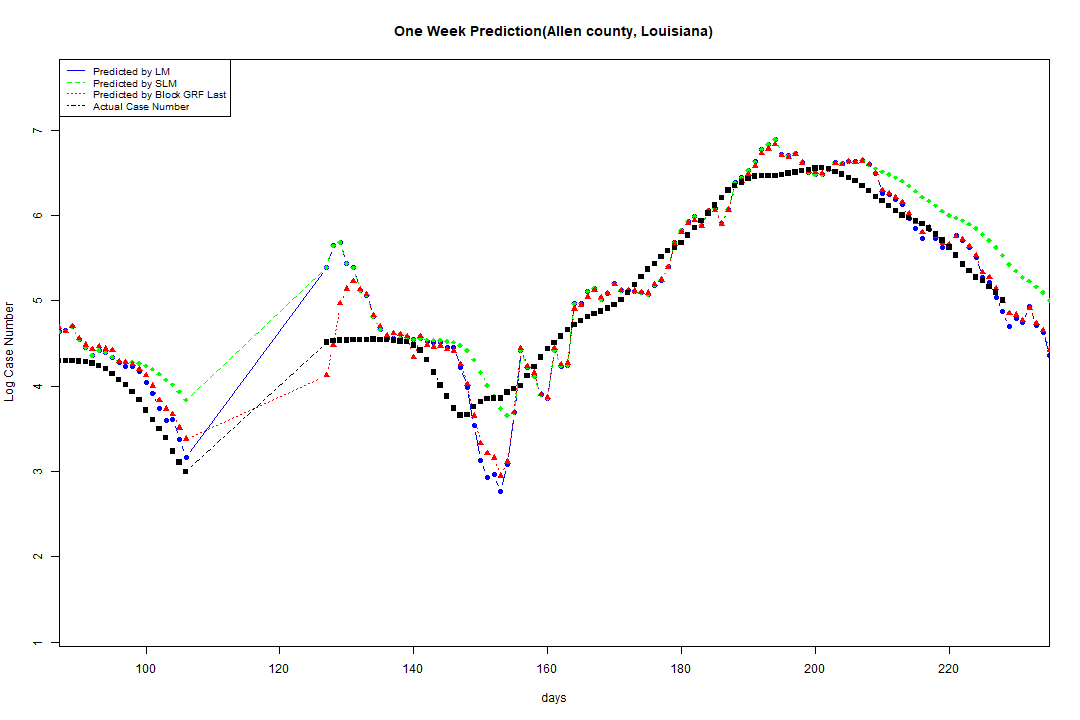 One Week Prediction(Allen county, Louisiana)
Predicted by LM
Predicted by SLM
Predicted by Block GRF Last
Actual Case Number
7
6
5
4
3
2
1
Log Case Number
100 120 140 160 180 200 220
days